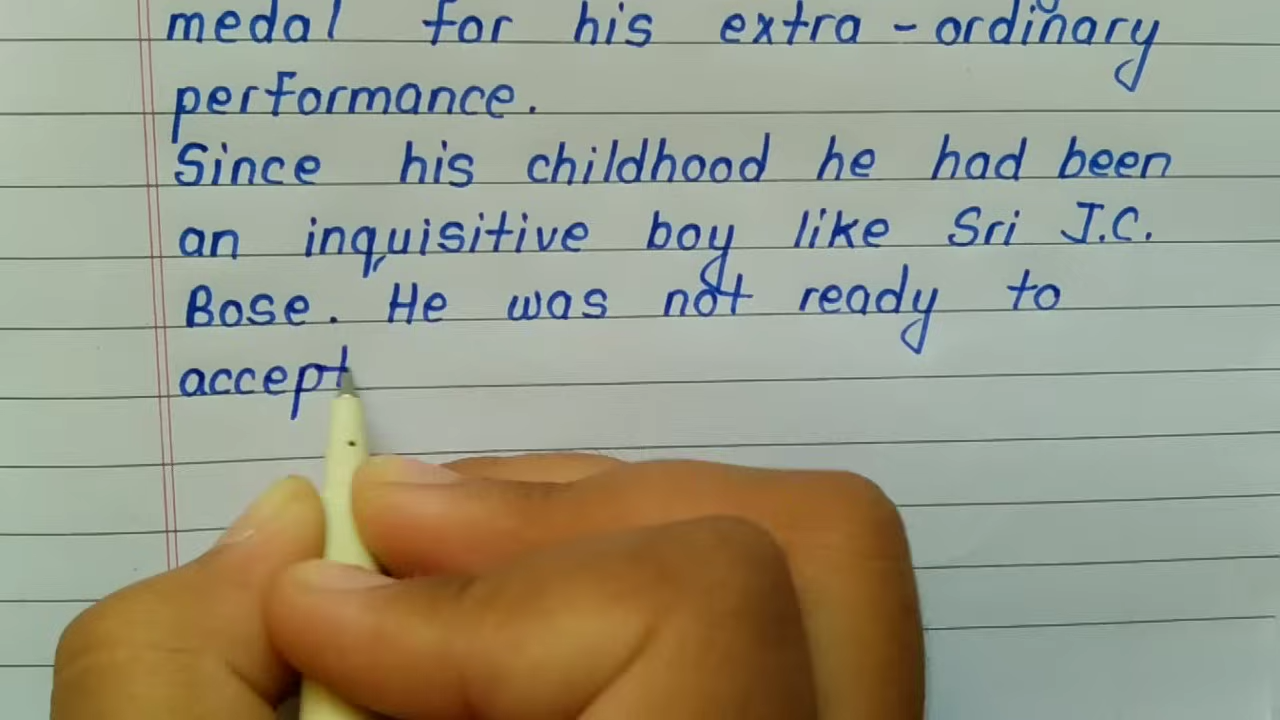 medal for his extra - ordinary
performance.
Since his childhood he had been
an inquisitive boy like Sri J.C.
Bose. He was not ready to
accept